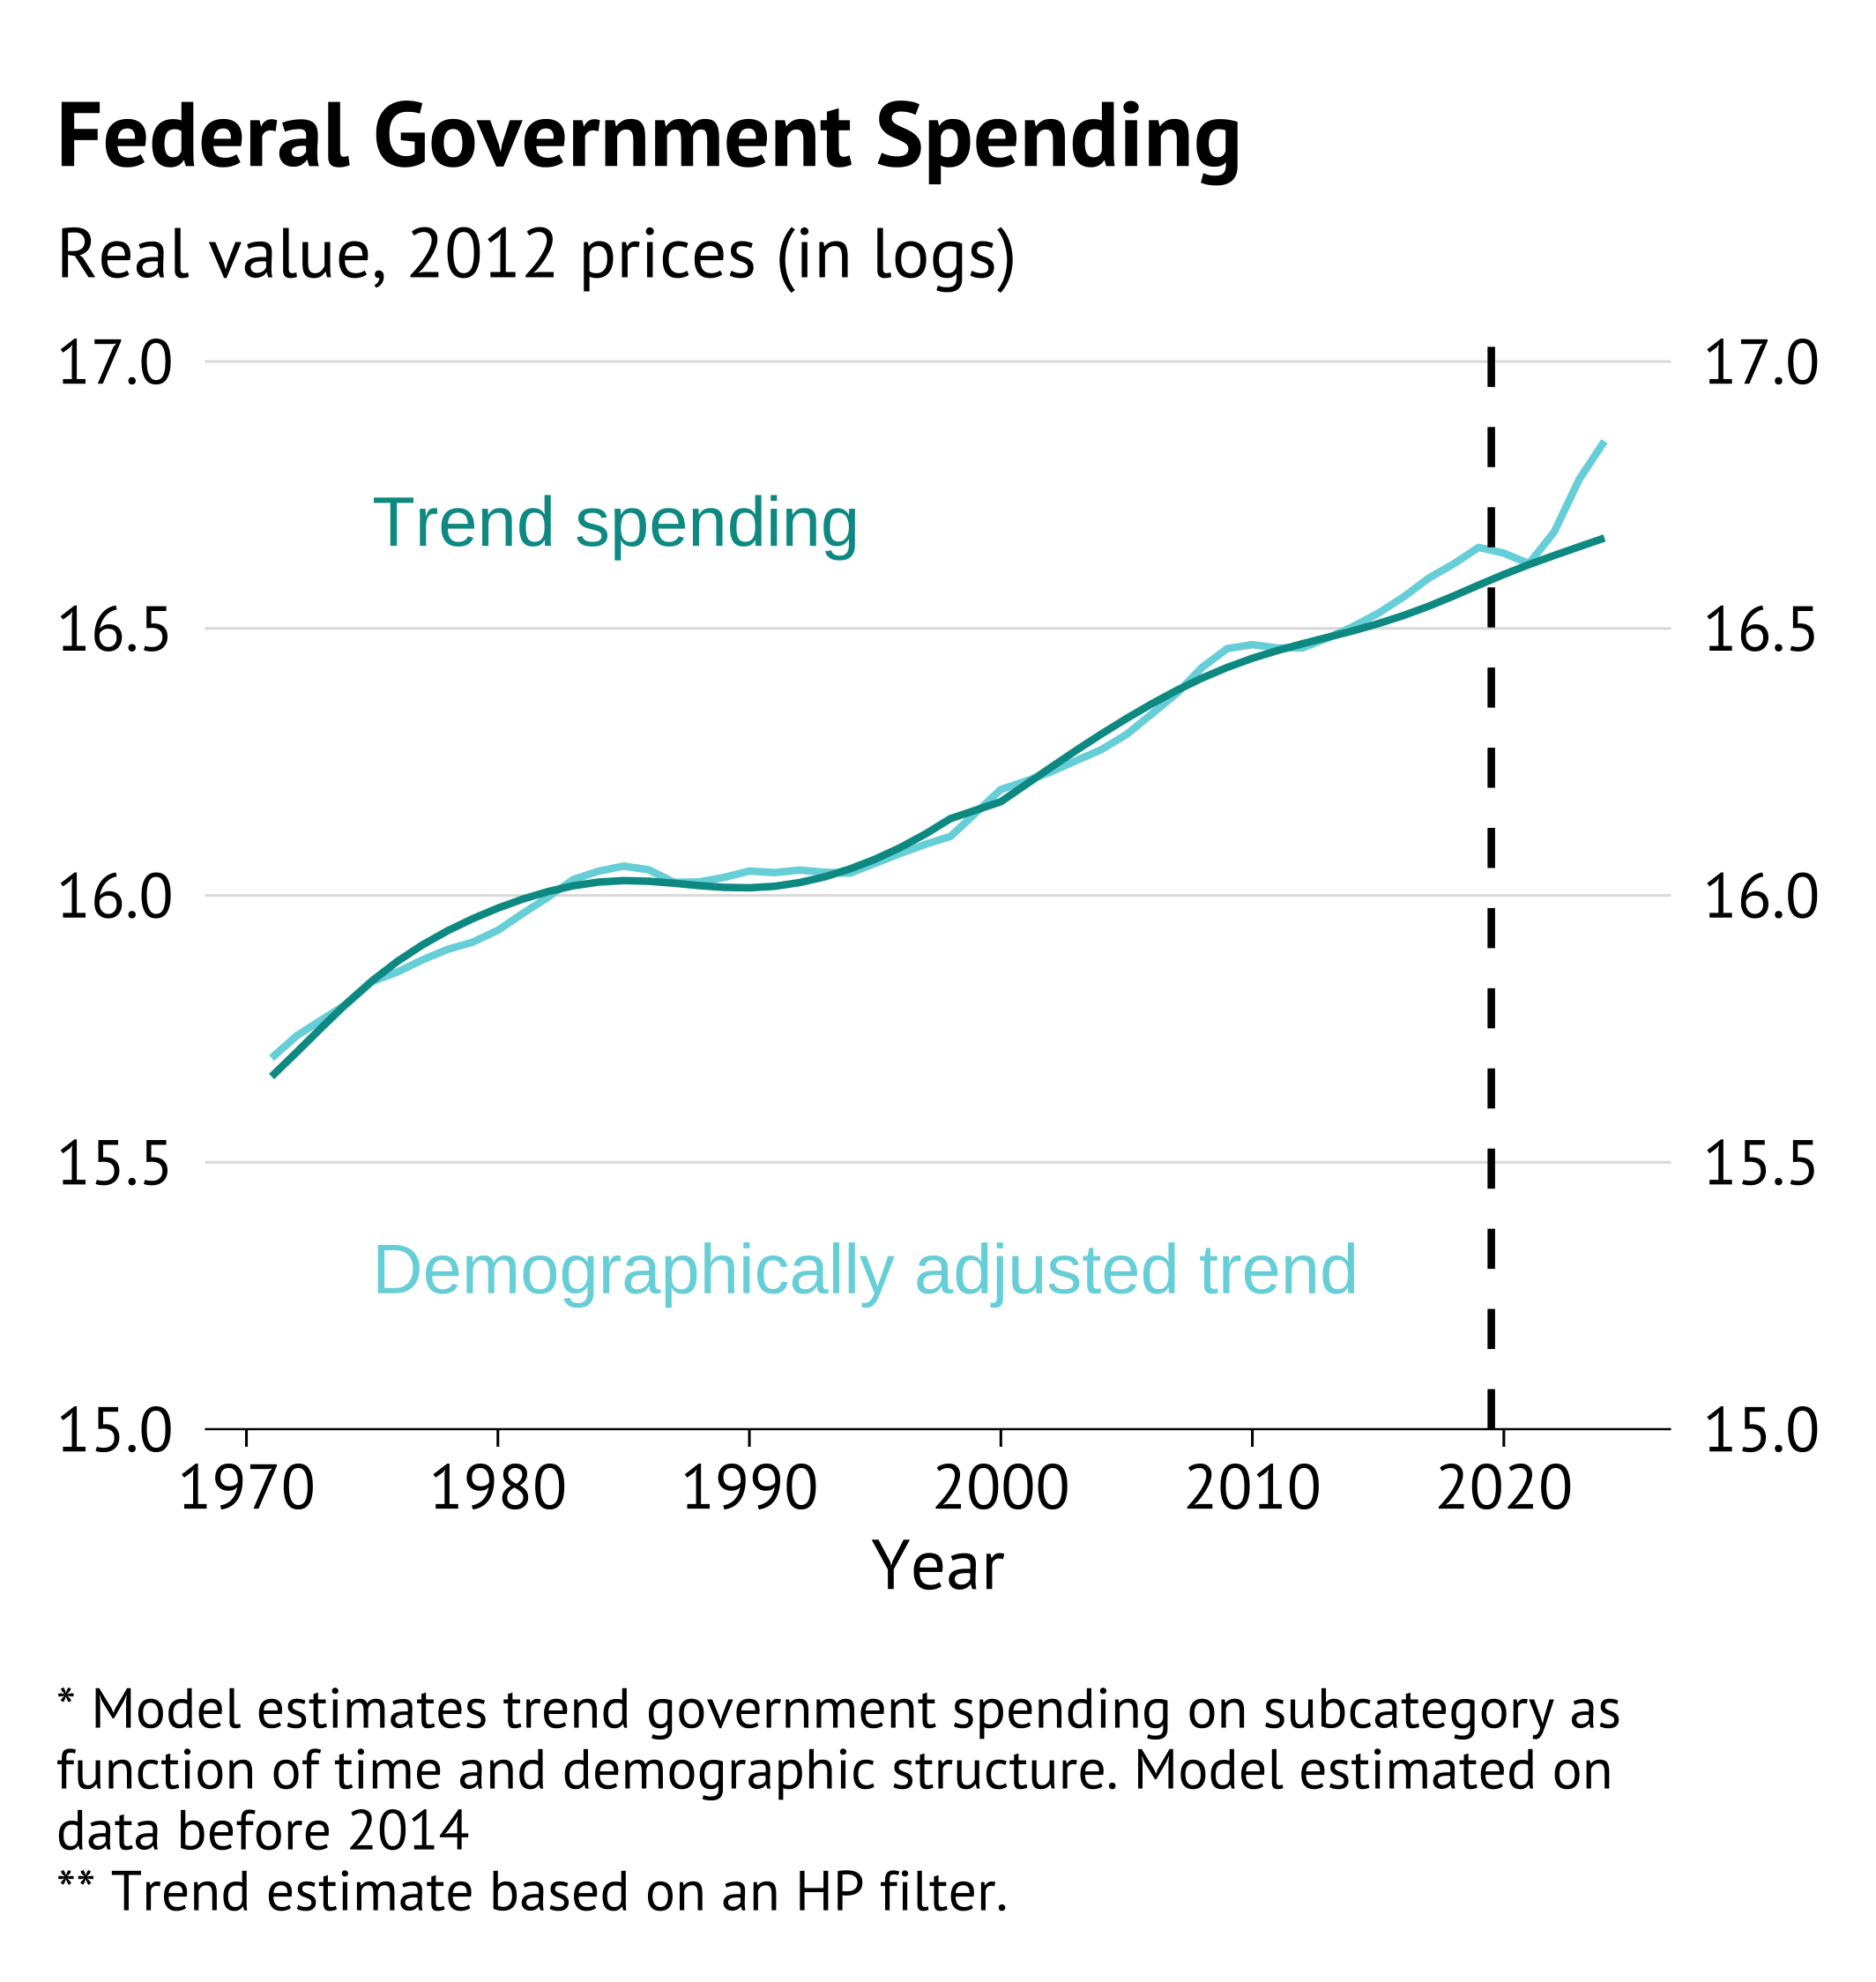 Federal Government Spending
Real value, 2012 prices (in logs)
17.0 17.0
Trend spending
16.5 16.5
16.0 16.0
15.5 15.5
Demographically adjusted trend
15.0 15.0
1970 1980 1990 2000 2010 2020
Year
* Model estimates trend government spending on subcategory as
function of time and demographic structure. Model estimated on
data before 2014
** Trend estimate based on an HP filter.